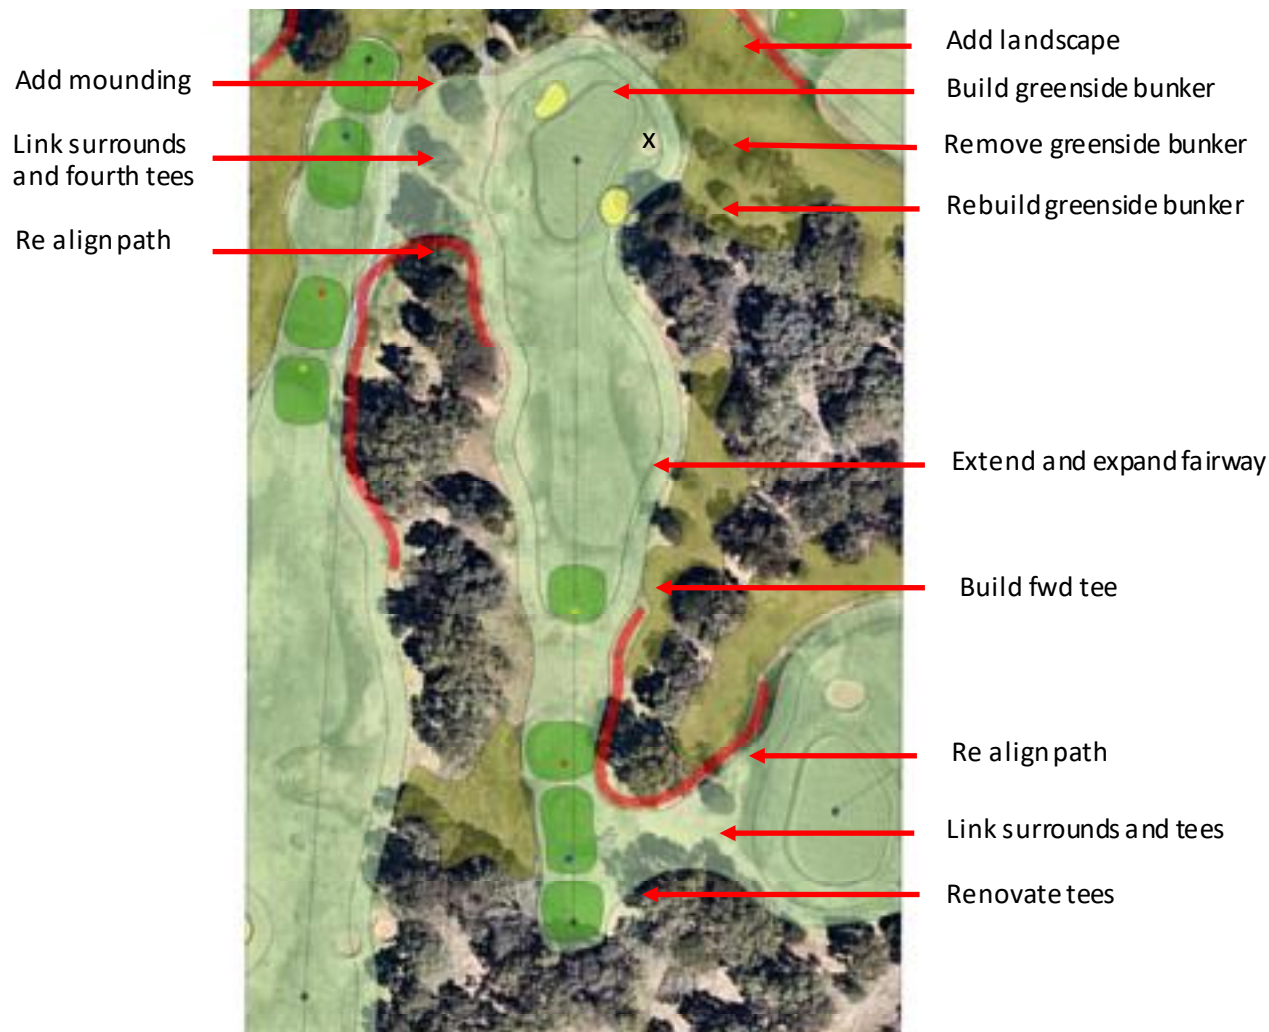 Add landscape
Add mounding
Build greenside bunker
x
Link surrounds
and fourth tees
Remove greenside bunker
Rebuild greenside bunker
Re align path
Extend and expand fairway
Build fwd tee
Re align path
Link surrounds and tees
Renovate tees